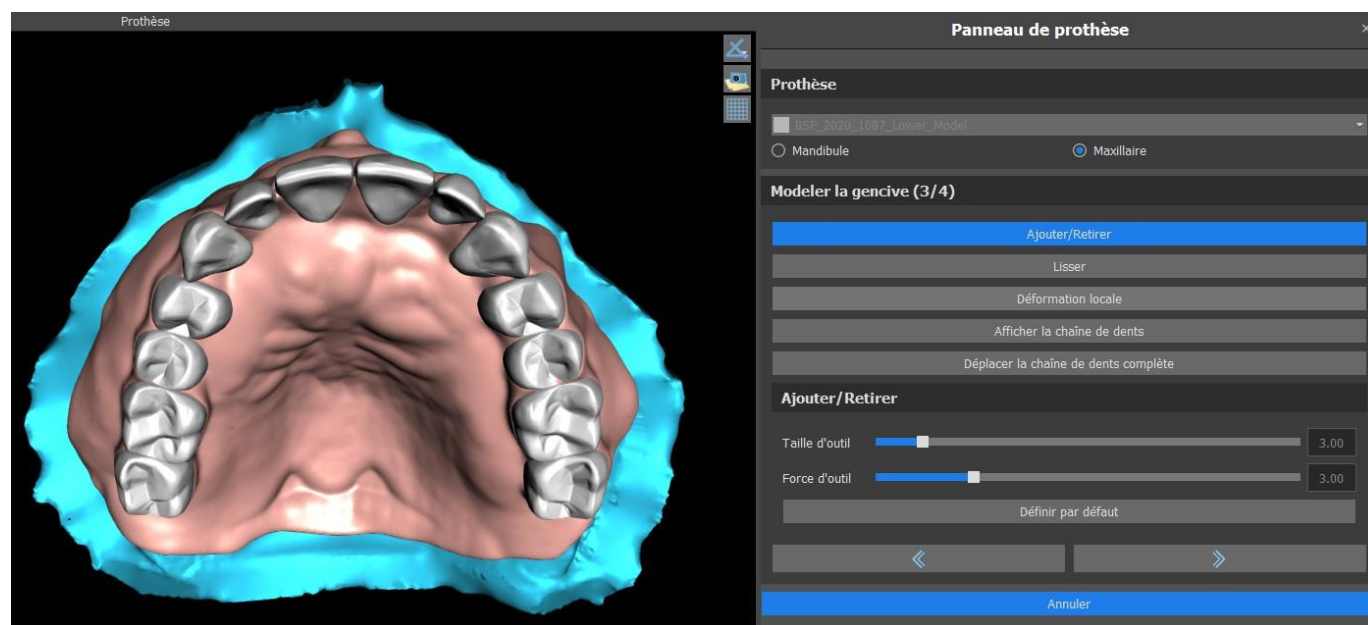 Prothèse
Panneau de prothèse
Prothèse
BSP_2020_1087_Lower_Model
Mandibule
Maxillaire
Modeler la gencive (3/4)
Ajouter/Retirer
Lisser
Déformation locale
Afficher la chaîne de dents
Déplacer la chaîne de dents complète
Ajouter/Retirer
Taille d'outil 3.00
Force d'outil 3.00
Définir par défaut
Annuler